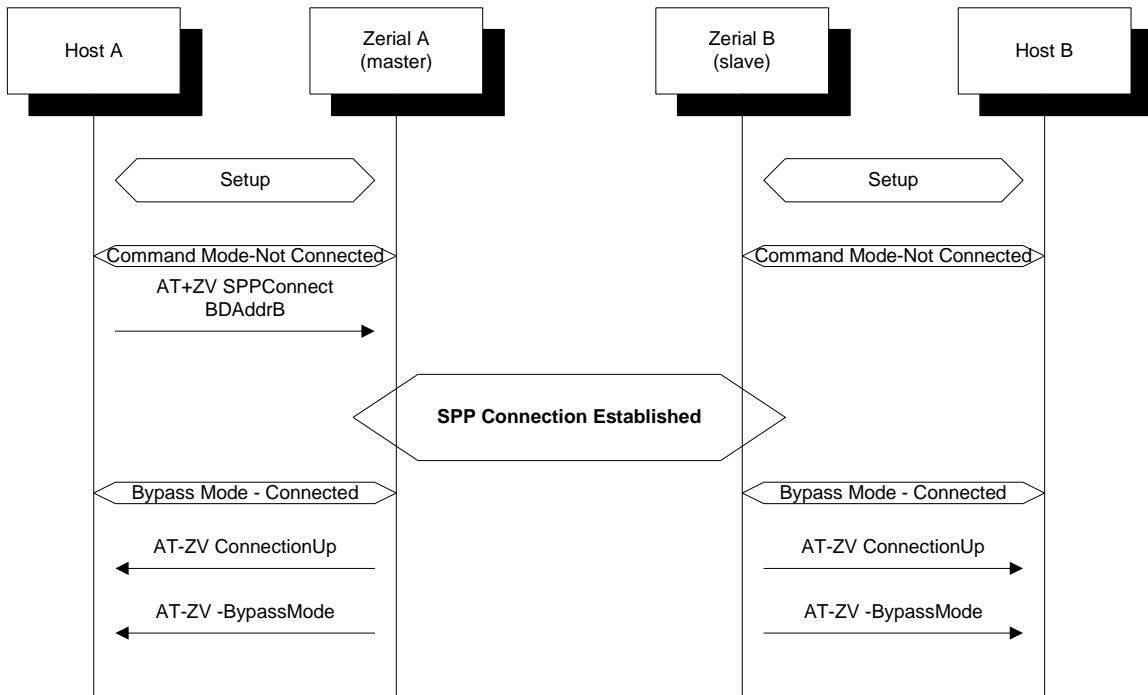 Host A
Zerial A
(master)
Zerial B
(slave)
Host B
Setup
Setup
Command Mode-Not Connected
Command Mode-Not Connected
AT+ZV SPPConnect
BDAddrB
SPP Connection Established
Bypass Mode - Connected
Bypass Mode - Connected
AT-ZV ConnectionUp
AT-ZV ConnectionUp
AT-ZV -BypassMode
AT-ZV -BypassMode